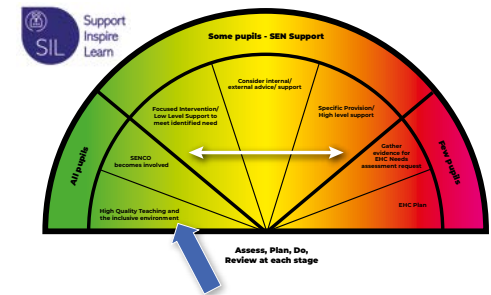 SIL
Support
Inspire
Learn
Some pupils - SEN Support
Consider internal/
external advice/ support
Focused Intervention/
Low Level Support to
meet identified need
Specific Provision/
High level support
SENCO
becomes involved
Gather
evidence for
EHC Needs
assessment request
All pupils
Few pupils
High Quality Teaching and
the inclusive environment
EHC Plan
Assess, Plan, Do,
Review at each stage